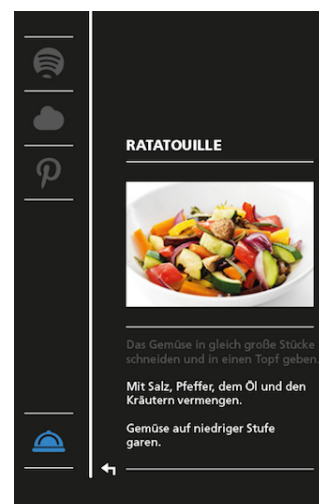 RATATOUILLE
Das Gemüse in gleich große Stücke
schneiden und in einen Topf geben.
Mit Salz, Pfeffer, dem Öl und den
Kräutern vermengen.
Gemüse auf niedriger Stufe
garen.